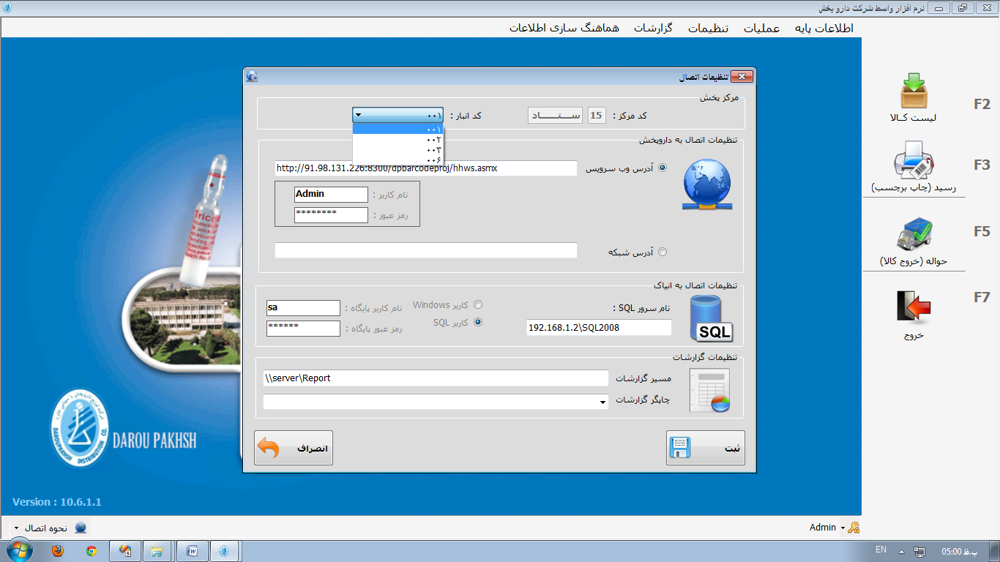 نرم افزار واسط شرکت دارو پخش
اطلاعات پایه
عملیات
تنظیمات
گزارشات
هماهنگ سازی اطلاعات
F2
لیست کـالا
F3
رسید (چاپ برچسب)
F5
حواله (خروج کالا)
F7
خروج
تنظیمات اتصال
مرکز پخش
کد مرکز :
15
ســتــاد
کد انبار :
۰۰۱
۰۰۱
۰۰۲
۰۰۳
۰۰۶
تنظیمات اتصال به داروپخش
آدرس وب سرویس
http://91.98.131.226:8300/dpbarcodeproj/hhws.asmx
نام کاربر :
Admin
رمز عبور :
********
آدرس شبکه
تنظیمات اتصال به انیاک
نام سرور SQL :
SQL
192.168.1.2\SQL2008
کاربر Windows
کاربر SQL
نام کاربر پایگاه :
sa
رمز عبور پایگاه :
******
تنظیمات گزارشات
مسیر گزارشات
\\server\Report
چاپگر گزارشات
ثبت
انصراف
DAROU PAKHSH
DAROUPAKHSH DISTRIBUTION CO.
Version : 10.6.1.1
Admin
نحوه اتصال
EN
05:00 ب.ظ